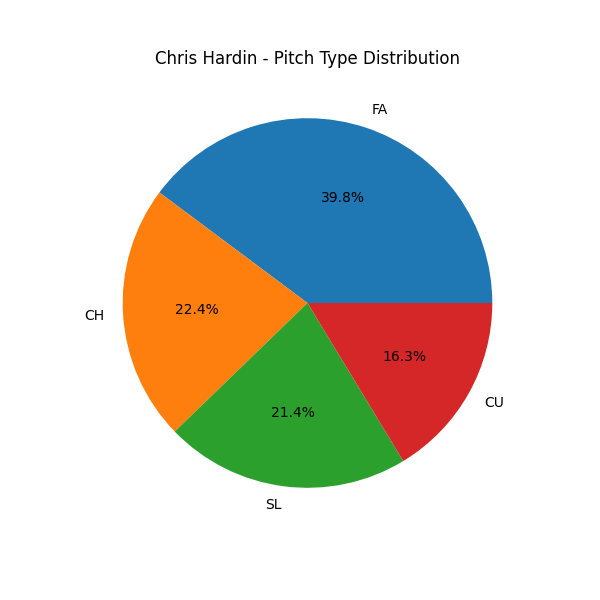 Chris Hardin - Pitch Type Distribution
FA
39.8%
22.4%
CH
16.3%
CU
21.4%
SL